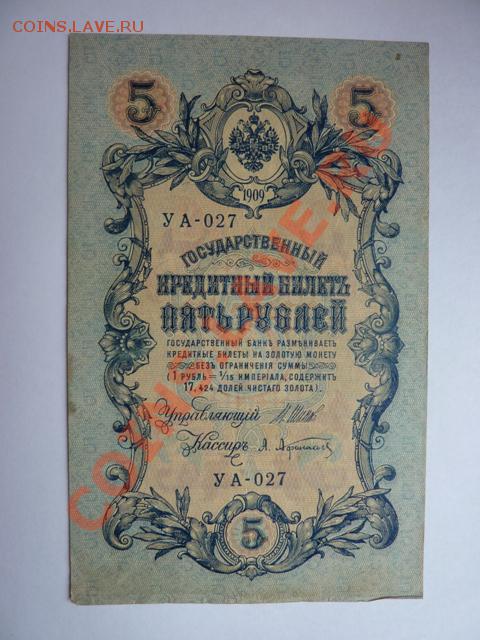 COINS.LAVE.RU
5 5
1909
УА-027
ГОСУДАРСТВЕННЫЙ
КРЕДИТНЫЙ БИЛЕТЪ
ПЯТЬ РУБЛЕЙ
ГОСУДАРСТВЕННЫЙ БАНКЪ РАЗМѢНИВАЕТЪ
КРЕДИТНЫЕ БИЛЕТЫ НА ЗОЛОТУЮ МОНЕТУ
БЕЗЪ ОГРАНИЧЕНІЯ СУММЫ
(1 РУБЛЬ = 1/15 ИМПЕРІАЛА, СОДЕРЖИТЪ
17,424 ДОЛЕЙ ЧИСТАГО ЗОЛОТА).
Управляющій
Кассиръ
УА-027
5